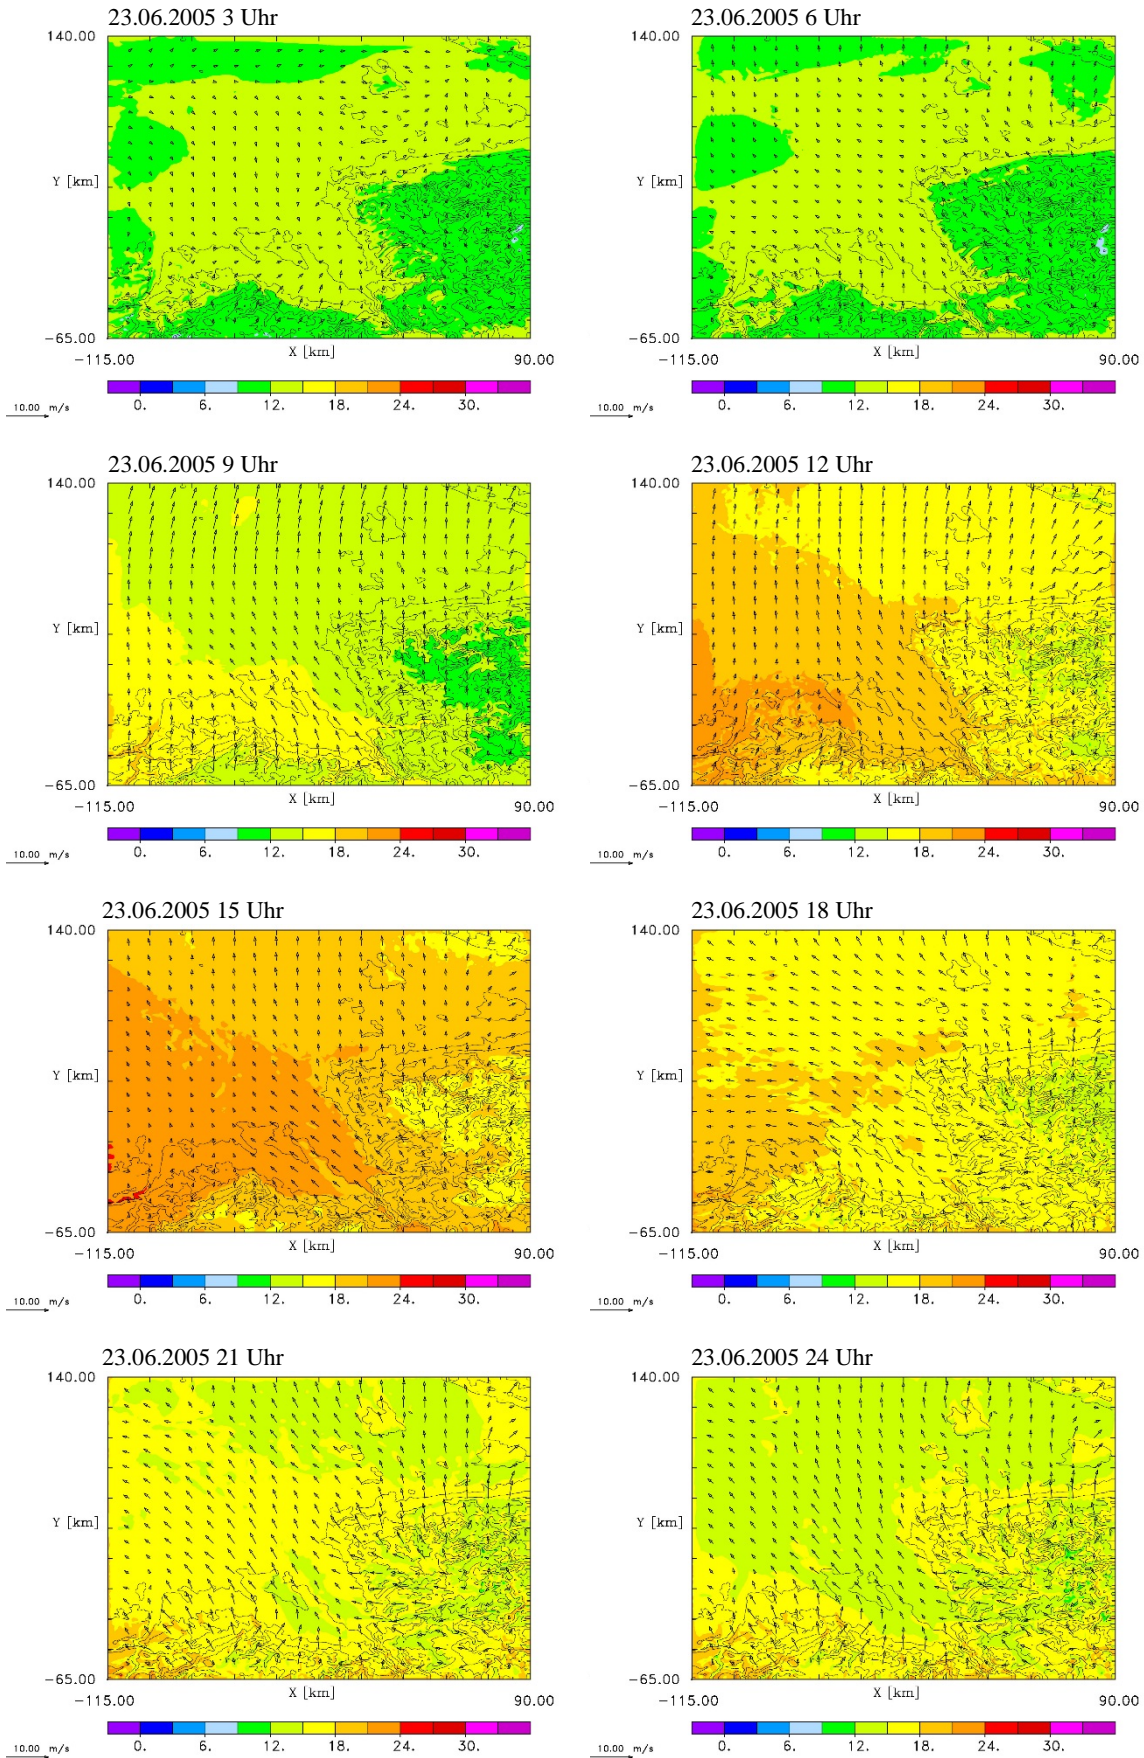 23.06.2005 3 Uhr
140.00
Y [km]
-65.00
-115.00
X [km]
90.00
0. 6. 12. 18. 24. 30.
10.00 m/s
23.06.2005 6 Uhr
140.00
Y [km]
-65.00
-115.00
X [km]
90.00
0. 6. 12. 18. 24. 30.
10.00 m/s
23.06.2005 9 Uhr
140.00
Y [km]
-65.00
-115.00
X [km]
90.00
0. 6. 12. 18. 24. 30.
10.00 m/s
23.06.2005 12 Uhr
140.00
Y [km]
-65.00
-115.00
X [km]
90.00
0. 6. 12. 18. 24. 30.
10.00 m/s
23.06.2005 15 Uhr
140.00
Y [km]
-65.00
-115.00
X [km]
90.00
0. 6. 12. 18. 24. 30.
10.00 m/s
23.06.2005 18 Uhr
140.00
Y [km]
-65.00
-115.00
X [km]
90.00
0. 6. 12. 18. 24. 30.
10.00 m/s
23.06.2005 21 Uhr
140.00
Y [km]
-65.00
-115.00
X [km]
90.00
0. 6. 12. 18. 24. 30.
10.00 m/s
23.06.2005 24 Uhr
140.00
Y [km]
-65.00
-115.00
X [km]
90.00
0. 6. 12. 18. 24. 30.
10.00 m/s